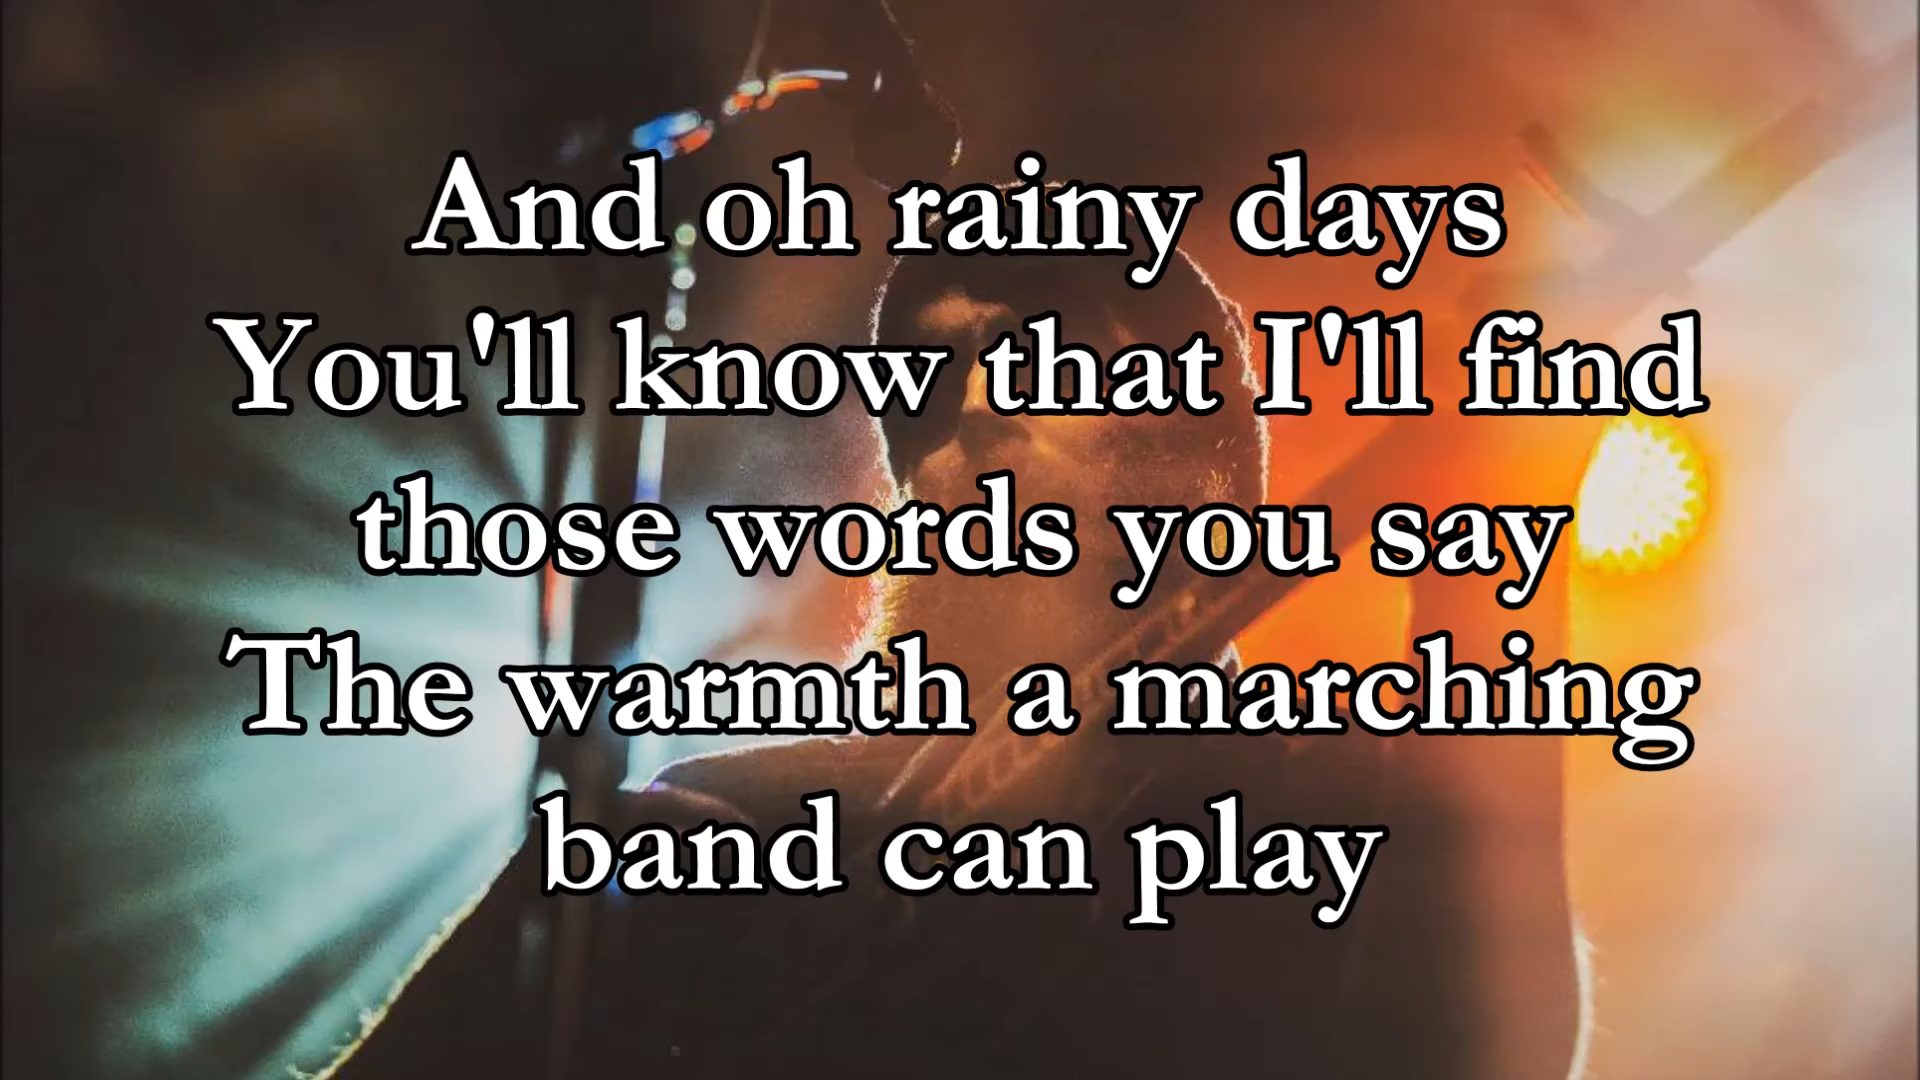 And oh rainy days
You'll know that I'll find
those words you say
The warmth a marching
band can play